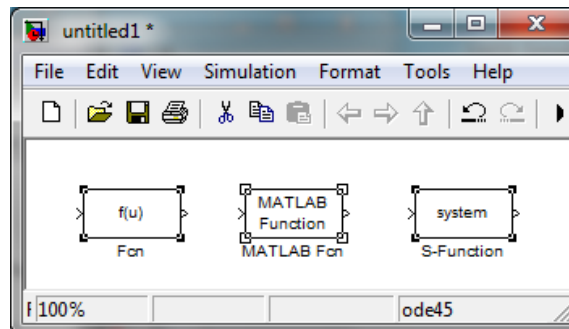 untitled1 *
File Edit View Simulation Format Tools Help
f(u)
MATLAB
Function
system
Fcn
MATLAB Fcn
S-Function
100%
ode45